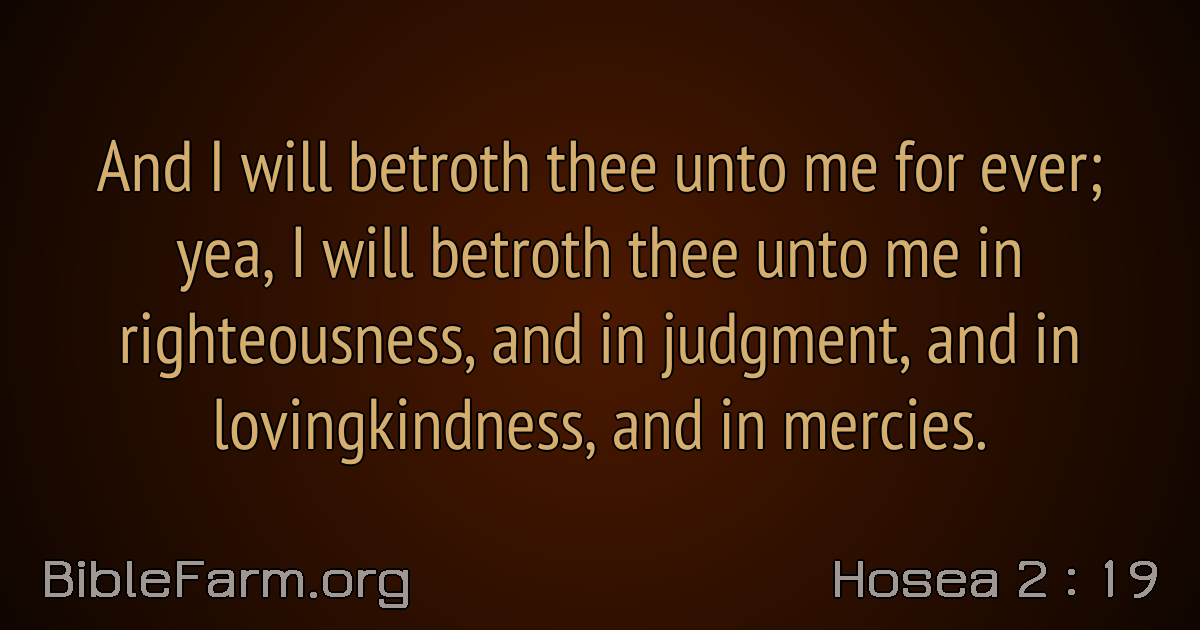 And I will betroth thee unto me for ever;
yea, I will betroth thee unto me in
righteousness, and in judgment, and in
lovingkindness, and in mercies.
BibleFarm.org
Hosea 2 : 19